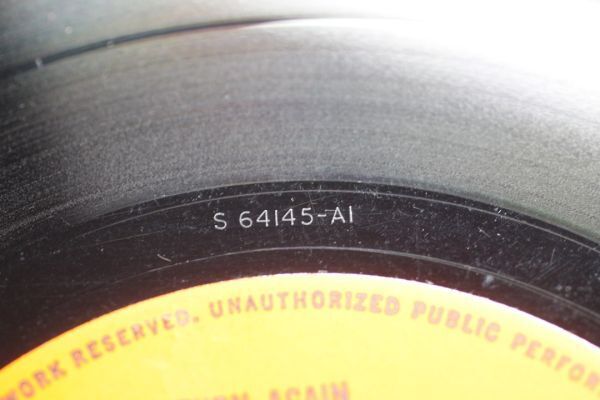 S 64145-A1
WORK RESERVED. UNAUTHORIZED PUBLIC PERFOR
AGAIN